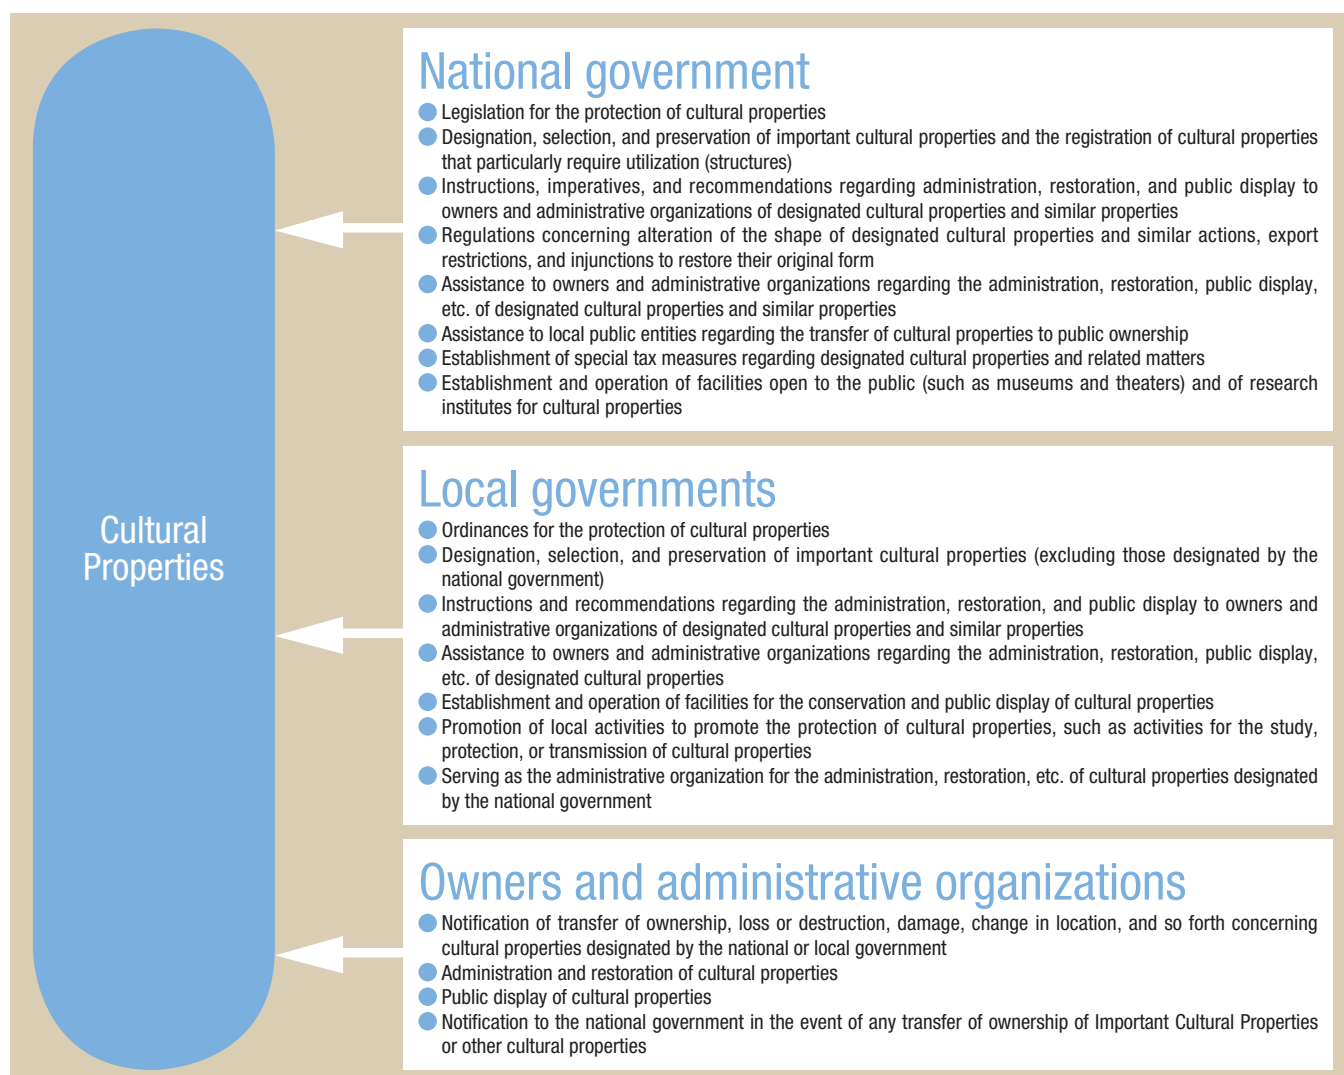 Cultural
Properties
National government
● Legislation for the protection of cultural properties
● Designation, selection, and preservation of important cultural properties and the registration of cultural properties
that particularly require utilization (structures)
● Instructions, imperatives, and recommendations regarding administration, restoration, and public display to
owners and administrative organizations of designated cultural properties and similar properties
● Regulations concerning alteration of the shape of designated cultural properties and similar actions, export
restrictions, and injunctions to restore their original form
● Assistance to owners and administrative organizations regarding the administration, restoration, public display,
etc. of designated cultural properties and similar properties
● Assistance to local public entities regarding the transfer of cultural properties to public ownership
● Establishment of special tax measures regarding designated cultural properties and related matters
● Establishment and operation of facilities open to the public (such as museums and theaters) and of research
institutes for cultural properties
Local governments
● Ordinances for the protection of cultural properties
● Designation, selection, and preservation of important cultural properties (excluding those designated by the
national government)
● Instructions and recommendations regarding the administration, restoration, and public display to owners and
administrative organizations of designated cultural properties and similar properties
● Assistance to owners and administrative organizations regarding the administration, restoration, public display,
etc. of designated cultural properties
● Establishment and operation of facilities for the conservation and public display of cultural properties
● Promotion of local activities to promote the protection of cultural properties, such as activities for the study,
protection, or transmission of cultural properties
● Serving as the administrative organization for the administration, restoration, etc. of cultural properties designated
by the national government
Owners and administrative organizations
● Notification of transfer of ownership, loss or destruction, damage, change in location, and so forth concerning
cultural properties designated by the national or local government
● Administration and restoration of cultural properties
● Public display of cultural properties
● Notification to the national government in the event of any transfer of ownership of Important Cultural Properties
or other cultural properties